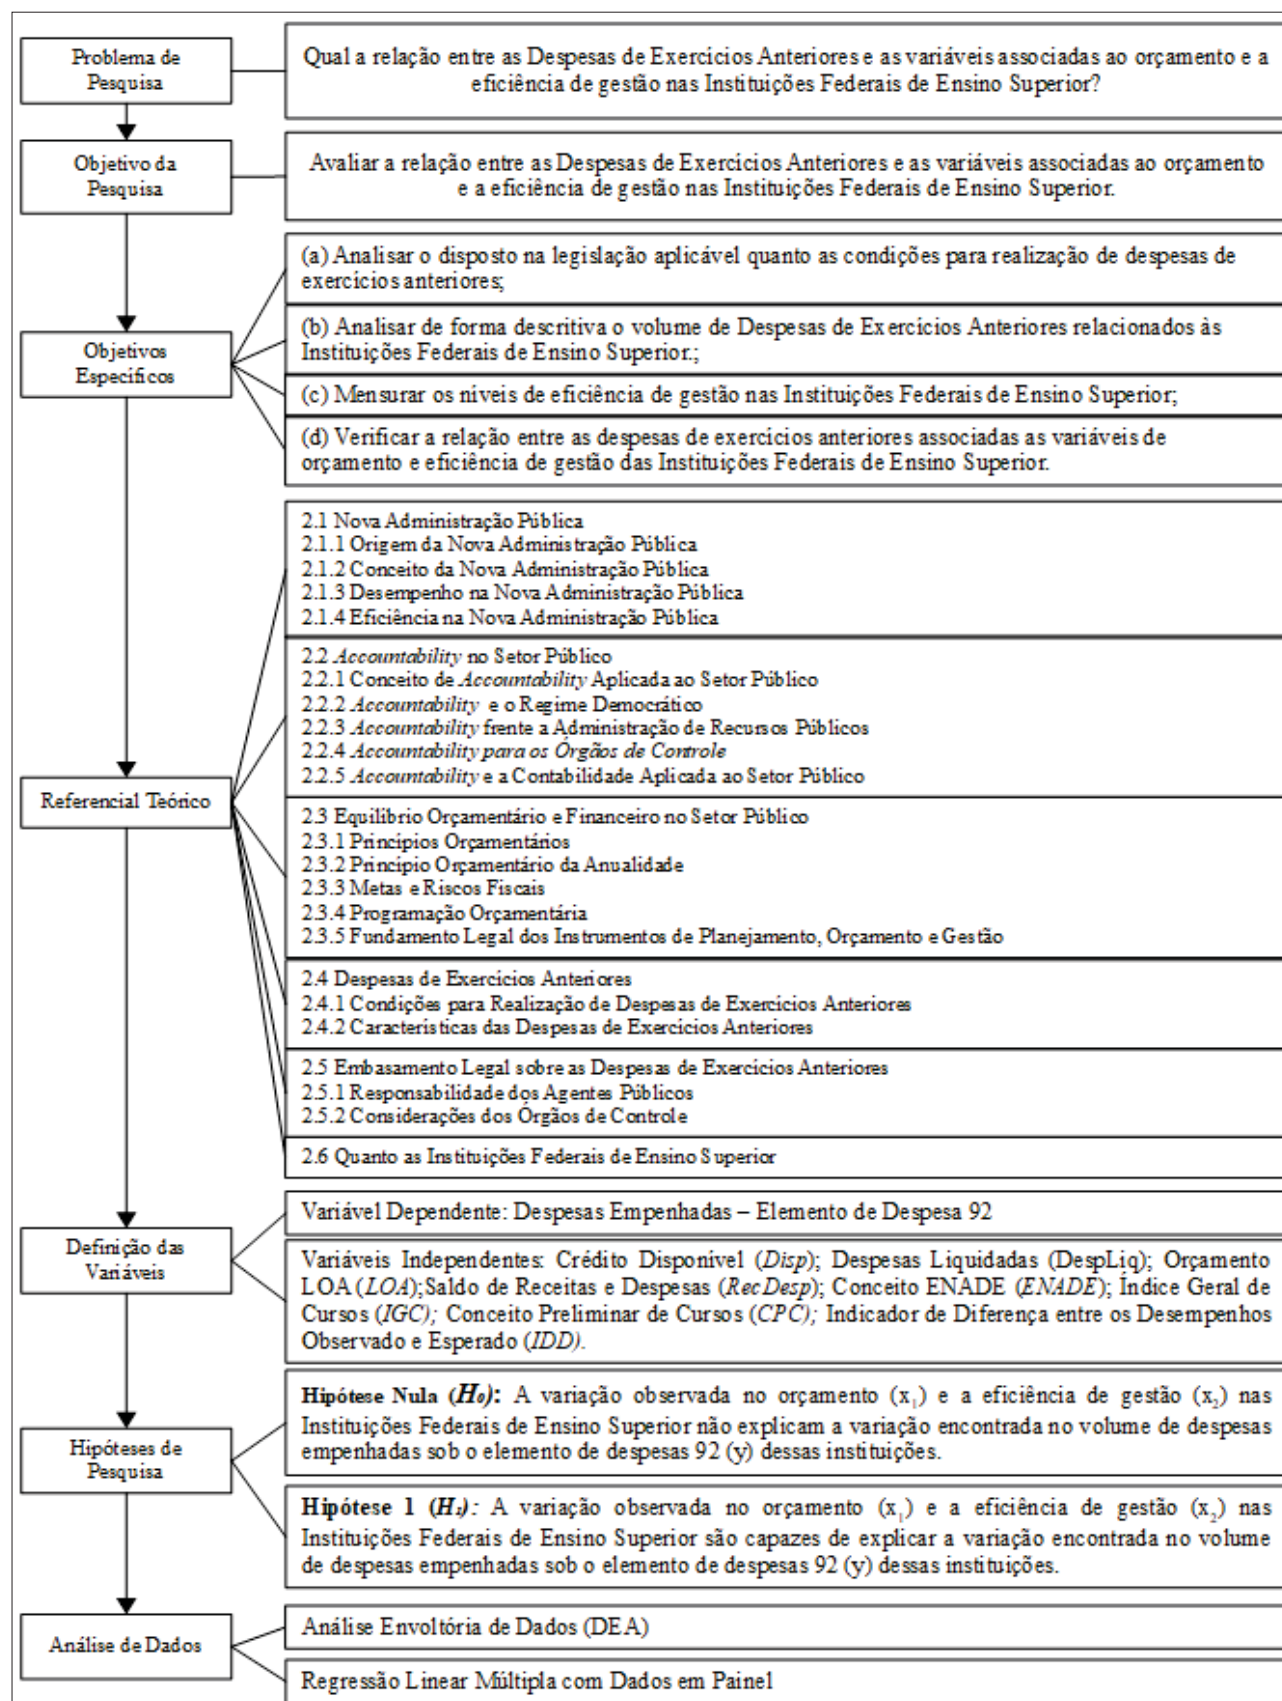 Problema de
Pesquisa
Qual a relação entre as Despesas de Exercícios Anteriores e as variáveis associadas ao orçamento e a
eficiência de gestão nas Instituições Federais de Ensino Superior?
Objetivo da
Pesquisa
Avaliar a relação entre as Despesas de Exercícios Anteriores e as variáveis associadas ao orçamento
e a eficiência de gestão nas Instituições Federais de Ensino Superior.
Objetivos
Específicos
(a) Analisar o disposto na legislação aplicável quanto as condições para realização de despesas de
exercícios anteriores;
(b) Analisar de forma descritiva o volume de Despesas de Exercícios Anteriores relacionados às
Instituições Federais de Ensino Superior.;
(c) Mensurar os níveis de eficiência de gestão nas Instituições Federais de Ensino Superior;
(d) Verificar a relação entre as despesas de exercícios anteriores associadas as variáveis de
orçamento e eficiência de gestão das Instituições Federais de Ensino Superior.
Referencial Teórico
2.1 Nova Administração Pública
2.1.1 Origem da Nova Administração Pública
2.1.2 Conceito da Nova Administração Pública
2.1.3 Desempenho na Nova Administração Pública
2.1.4 Eficiência na Nova Administração Pública
2.2 Accountability no Setor Público
2.2.1 Conceito de Accountability Aplicada ao Setor Público
2.2.2 Accountability e o Regime Democrático
2.2.3 Accountability frente a Administração de Recursos Públicos
2.2.4 Accountability para os Órgãos de Controle
2.2.5 Accountability e a Contabilidade Aplicada ao Setor Público
2.3 Equilíbrio Orçamentário e Financeiro no Setor Público
2.3.1 Princípios Orçamentários
2.3.2 Princípio Orçamentário da Anualidade
2.3.3 Metas e Riscos Fiscais
2.3.4 Programação Orçamentária
2.3.5 Fundamento Legal dos Instrumentos de Planejamento, Orçamento e Gestão
2.4 Despesas de Exercícios Anteriores
2.4.1 Condições para Realização de Despesas de Exercícios Anteriores
2.4.2 Características das Despesas de Exercícios Anteriores
2.5 Embasamento Legal sobre as Despesas de Exercícios Anteriores
2.5.1 Responsabilidade dos Agentes Públicos
2.5.2 Considerações dos Órgãos de Controle
2.6 Quanto as Instituições Federais de Ensino Superior
Definição das
Variáveis
Variável Dependente: Despesas Empenhadas – Elemento de Despesa 92
Variáveis Independentes: Crédito Disponível (Disp); Despesas Liquidadas (DespLiq); Orçamento
LOA (LOA);Saldo de Receitas e Despesas (RecDesp); Conceito ENADE (ENADE); Índice Geral de
Cursos (IGC); Conceito Preliminar de Cursos (CPC); Indicador de Diferença entre os Desempenhos
Observado e Esperado (IDD).
Hipóteses de
Pesquisa
Hipótese Nula (H₀): A variação observada no orçamento (x₁) e a eficiência de gestão (x₂) nas
Instituições Federais de Ensino Superior não explicam a variação encontrada no volume de despesas
empenhadas sob o elemento de despesas 92 (y) dessas instituições.
Hipótese 1 (H₁): A variação observada no orçamento (x₁) e a eficiência de gestão (x₂) nas
Instituições Federais de Ensino Superior são capazes de explicar a variação encontrada no volume
de despesas empenhadas sob o elemento de despesas 92 (y) dessas instituições.
Análise de Dados
Análise Envoltória de Dados (DEA)
Regressão Linear Múltipla com Dados em Painel